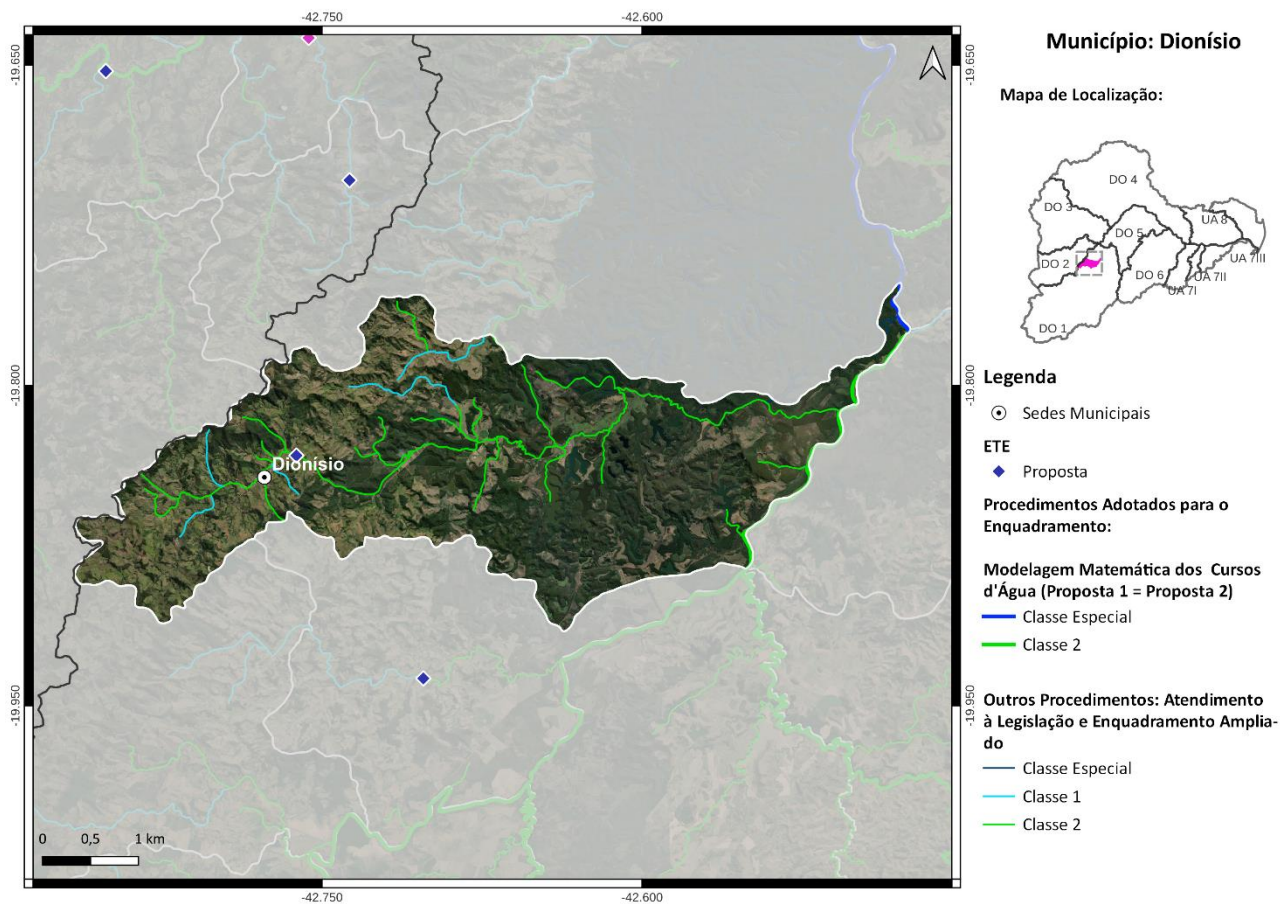 -42.750
-42.600
-19.650
-19.650
-19.800
-19.800
-19.950
-19.950
Dionísio
0 0,5 1 km
-42.750
-42.600
Município: Dionísio
Mapa de Localização:
DO 4
DO 3
UA 8
DO 5
DO 2
UA 7III
DO 6
UA 7II
UA 7I
DO 1
Legenda
Sedes Municipais
ETE
Proposta
Procedimentos Adotados para o
Enquadramento:
Modelagem Matemática dos Cursos
d'Água (Proposta 1 = Proposta 2)
Classe Especial
Classe 2
Outros Procedimentos: Atendimento
à Legislação e Enquadramento Amplia-
do
Classe Especial
Classe 1
Classe 2